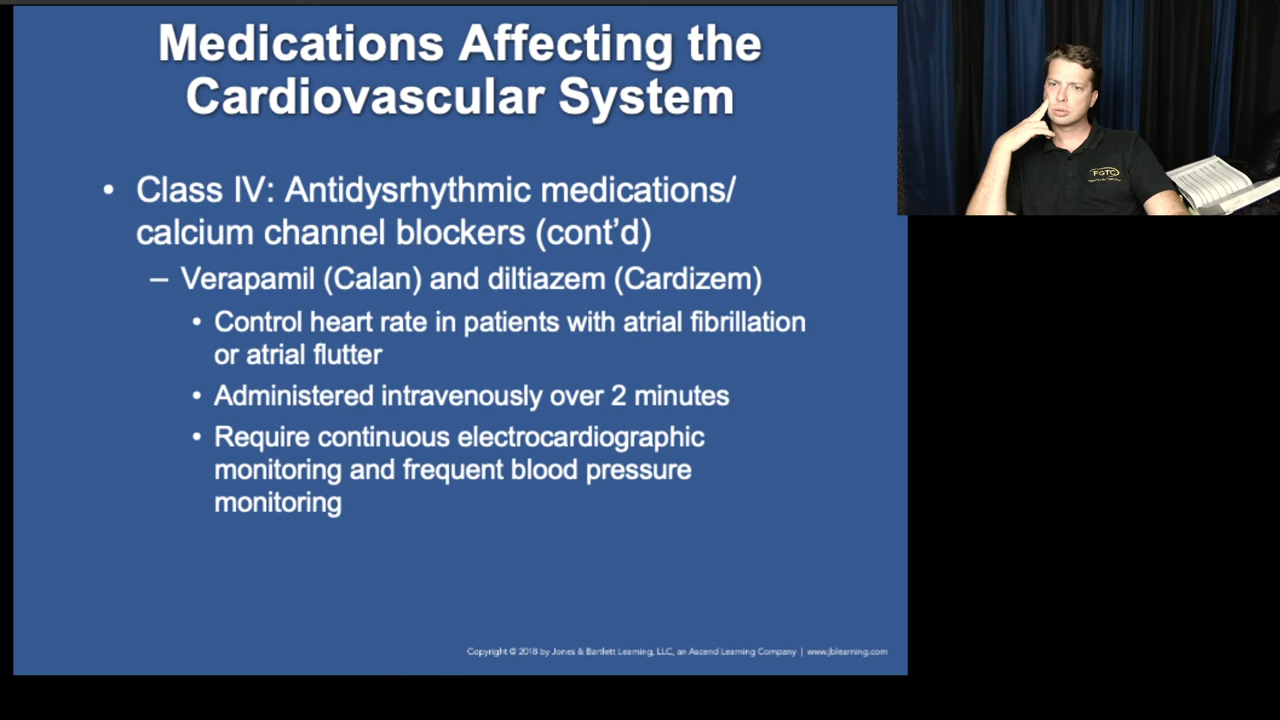 Medications Affecting the
Cardiovascular System
• Class IV: Antidysrhythmic medications/
calcium channel blockers (cont’d)
– Verapamil (Calan) and diltiazem (Cardizem)
• Control heart rate in patients with atrial fibrillation
or atrial flutter
• Administered intravenously over 2 minutes
• Require continuous electrocardiographic
monitoring and frequent blood pressure
monitoring
Copyright © 2018 by Jones & Bartlett Learning, LLC, an Ascend Learning Company | www.jblearning.com
FGTC